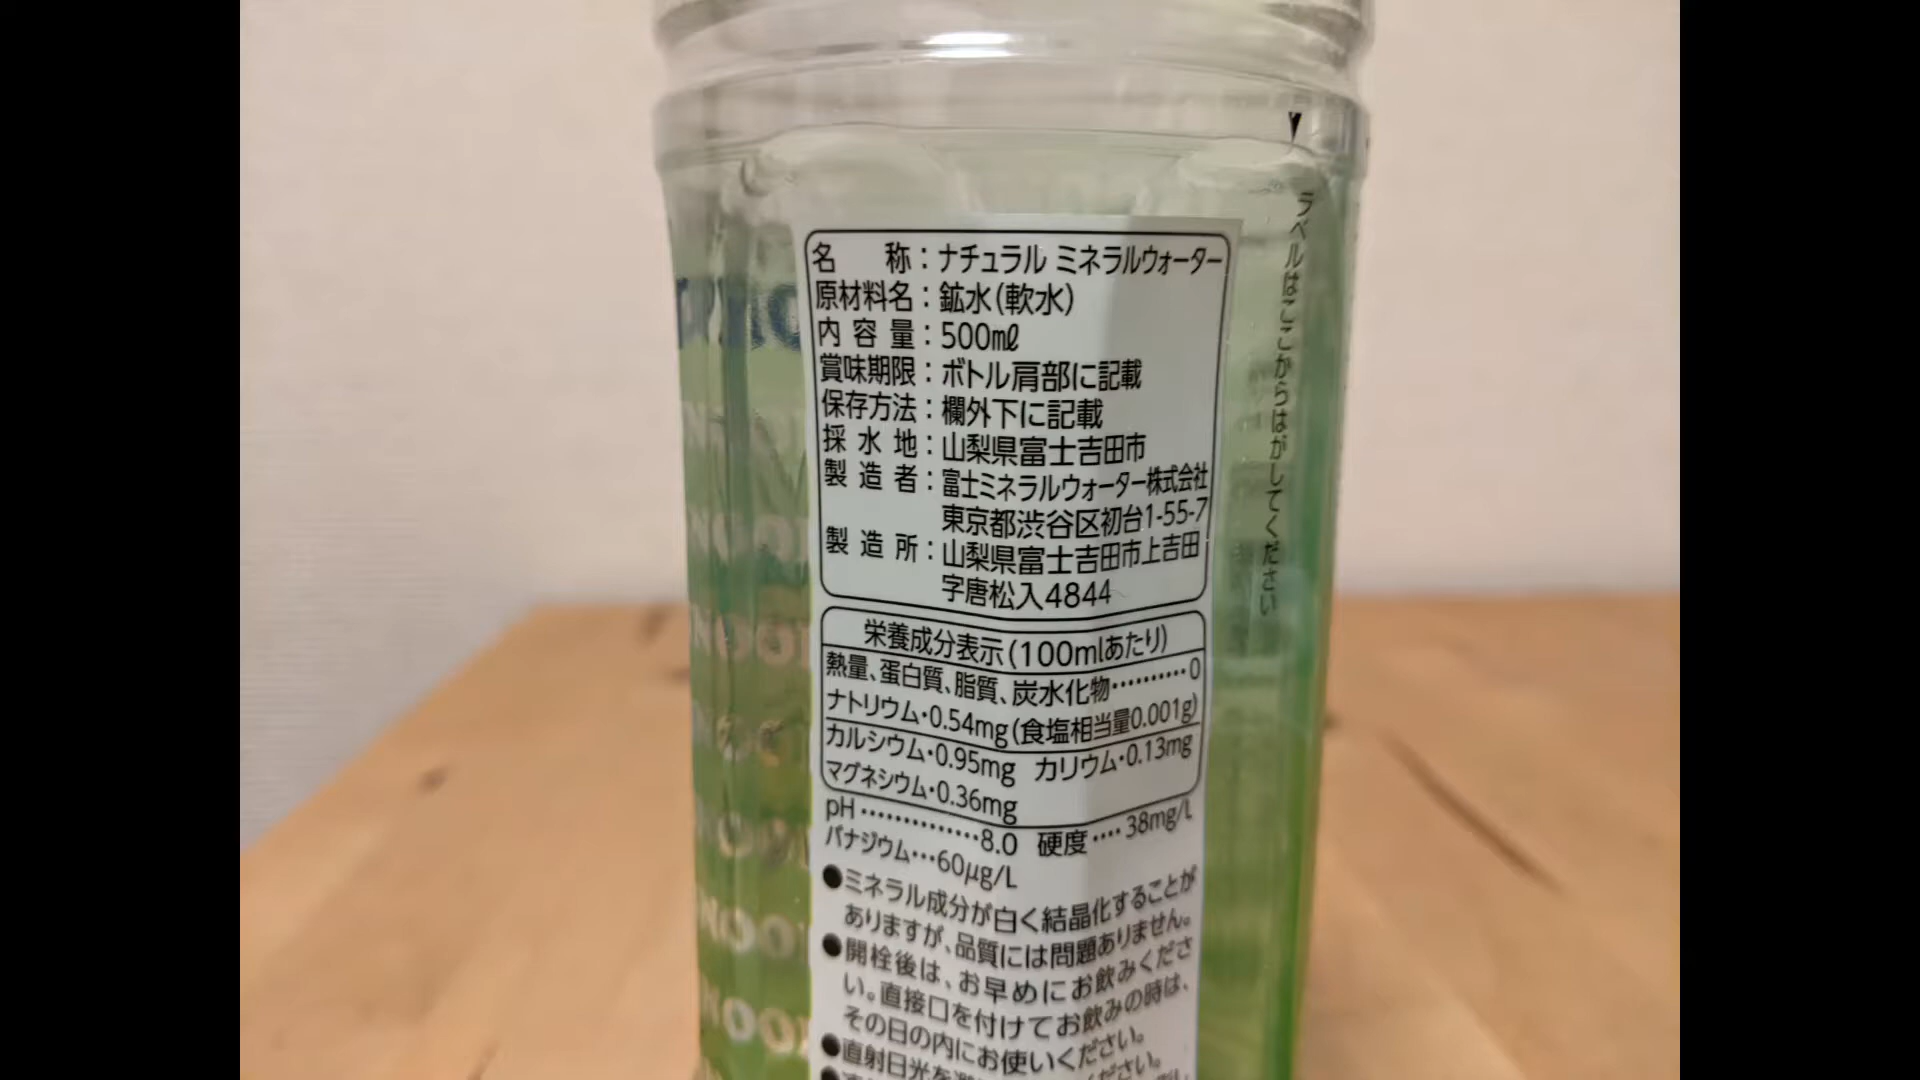 名 称：ナチュラル ミネラルウォーター
原材料名：鉱水（軟水）
内容量：500mℓ
賞味期限：ボトル肩部に記載
保存方法：欄外下に記載
採水地：山梨県富士吉田市
製造者：富士ミネラルウォーター株式会社
東京都渋谷区初台1-55-7
製造所：山梨県富士吉田市上吉田
字唐松入4844
栄養成分表示（100mlあたり）
熱量、蛋白質、脂質、炭水化物………0
ナトリウム・0.54mg（食塩相当量0.001g）
カルシウム・0.95mg カリウム・0.13mg
マグネシウム・0.36mg
pH……………8.0 硬度‥‥38mg/L
バナジウム…60μg/L
●ミネラル成分が白く結晶化することが
ありますが、品質には問題ありません。
●開栓後は、お早めにお飲みくださ
い。直接口を付けてお飲みの時は、
その日の内にお使いください。
●直射日光を
ください。
ラベルはここからはがしてください